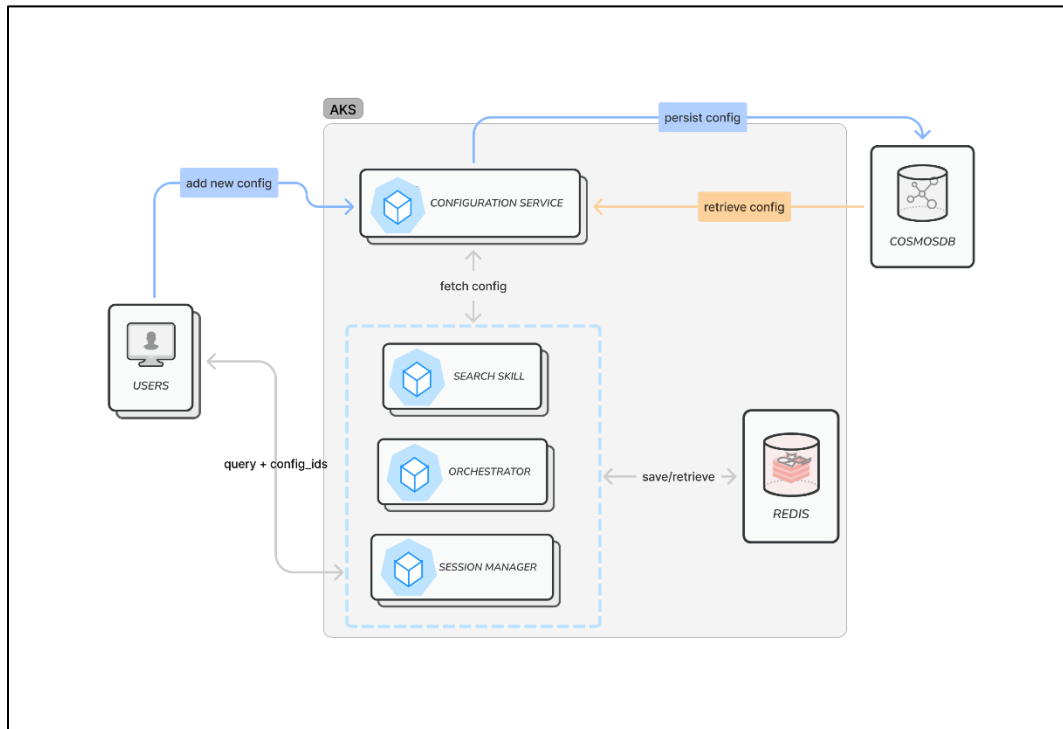 AKS
persist config
add new config
CONFIGURATION SERVICE
retrieve config
COSMOSDB
fetch config
USERS
SEARCH SKILL
query + config_ids
ORCHESTRATOR
save/retrieve
REDIS
SESSION MANAGER